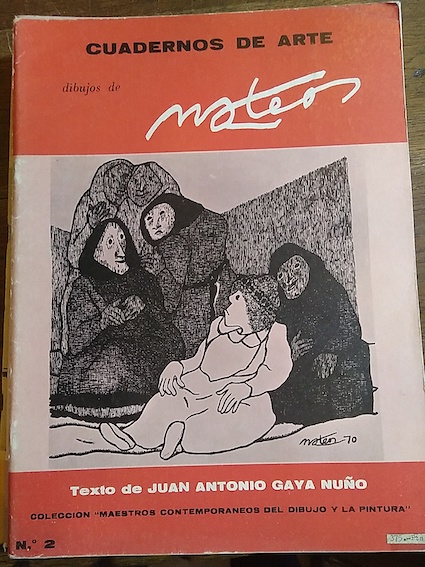 CUADERNOS DE ARTE
dibujos de
mateos
mateos 70
Texto de JUAN ANTONIO GAYA NUÑO
COLECCION "MAESTROS CONTEMPORANEOS DEL DIBUJO Y LA PINTURA"
N.º 2